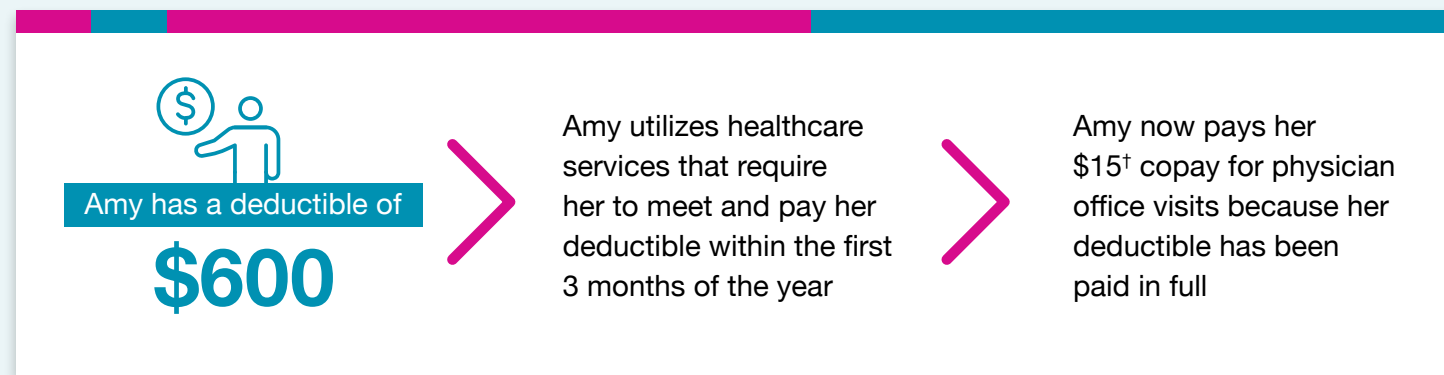 $
Amy has a deductible of
$600
Amy utilizes healthcare
services that require
her to meet and pay her
deductible within the first
3 months of the year
Amy now pays her
$15† copay for physician
office visits because her
deductible has been
paid in full